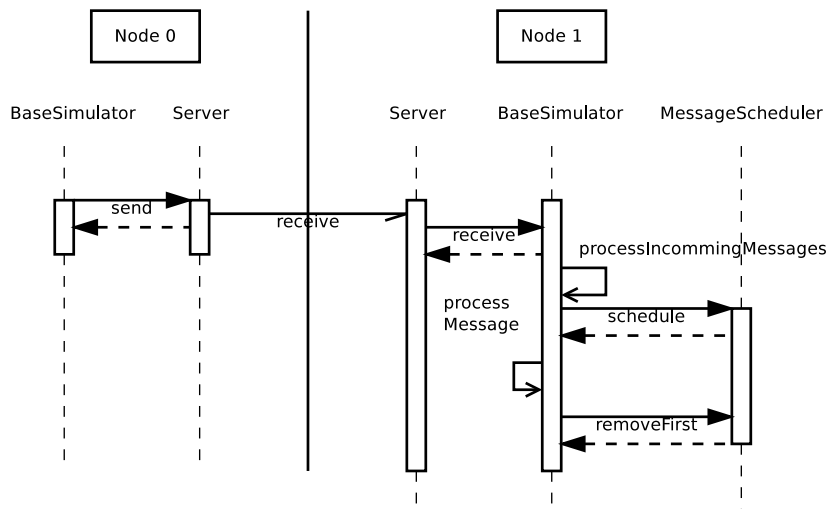 Node 0
Node 1
BaseSimulator
Server
Server
BaseSimulator
MessageScheduler
send
receive
receive
processIncommingMessages
process
Message
schedule
removeFirst